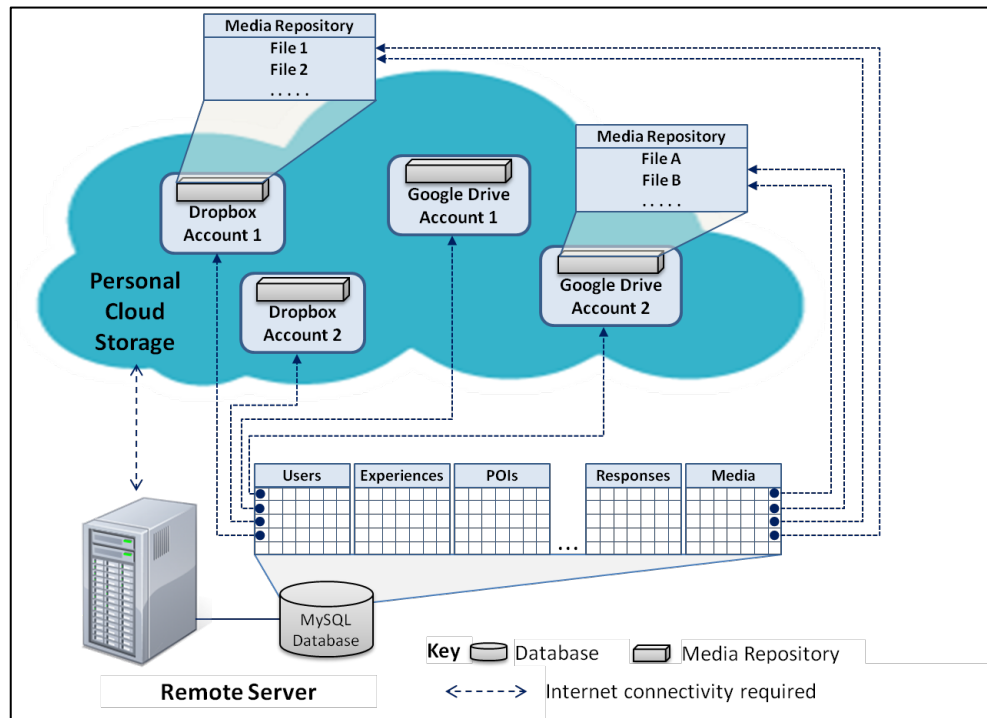 Media Repository
File 1
File 2
. . . . .
Media Repository
File A
File B
. . . . .
Dropbox
Account 1
Google Drive
Account 1
Dropbox
Account 2
Google Drive
Account 2
Personal
Cloud
Storage
Users
Experiences
POIs
...
Responses
Media
MySQL
Database
Remote Server
Key
Database
Media Repository
Internet connectivity required